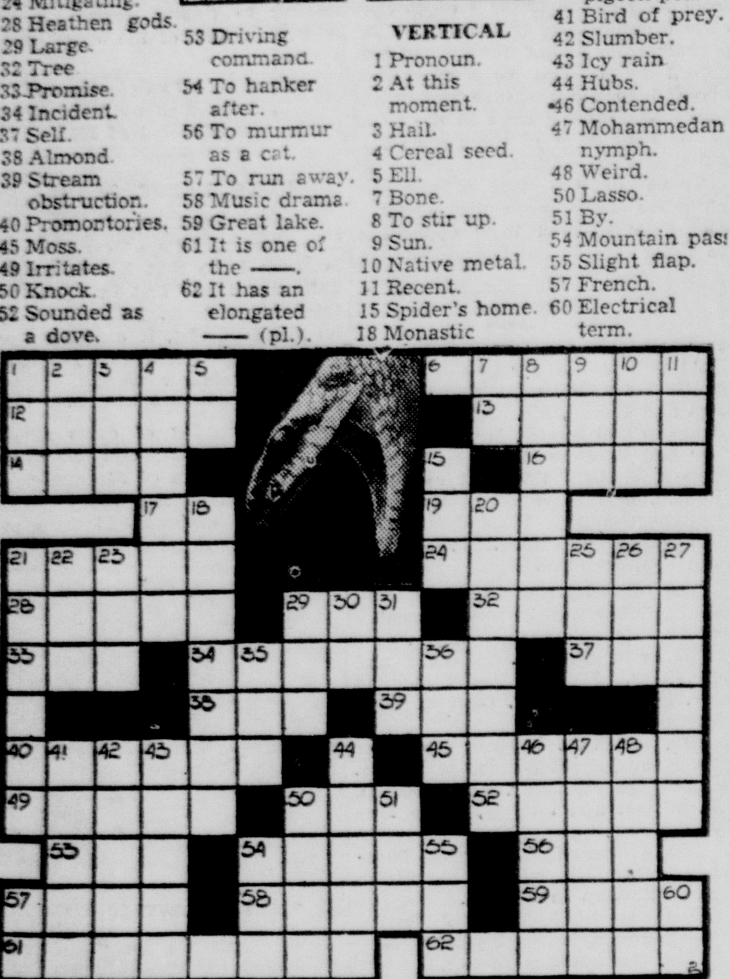 24 Mitigating.
28 Heathen gods.
29 Large.
32 Tree
33 Promise.
34 Incident.
37 Self.
38 Almond.
39 Stream
obstruction.
40 Promontories.
45 Moss.
49 Irritates.
50 Knock.
52 Sounded as
a dove.
53 Driving
command.
54 To hanker
after.
56 To murmur
as a cat.
57 To run away.
58 Music drama.
59 Great lake.
61 It is one of
the ——.
62 It has an
elongated
—— (pl.).
VERTICAL
1 Pronoun.
2 At this
moment.
3 Hail.
4 Cereal seed.
5 Ell.
7 Bone.
8 To stir up.
9 Sun.
10 Native metal.
11 Recent.
15 Spider's home.
18 Monastic
41 Bird of prey.
42 Slumber.
43 Icy rain
44 Hubs.
46 Contended.
47 Mohammedan
nymph.
48 Weird.
50 Lasso.
51 By.
54 Mountain pass
55 Slight flap.
57 French.
60 Electrical
term.
1 2 3 4 5 6 7 8 9 10 11
12 13
14 15 16
17 18 19 20
21 22 23 24 25 26 27
28 29 30 31 32
33 34 35 36 37
38 39
40 41 42 43 44 45 46 47 48
49 50 51 52
53 54 55 56
57 58 59 60
61 62
2